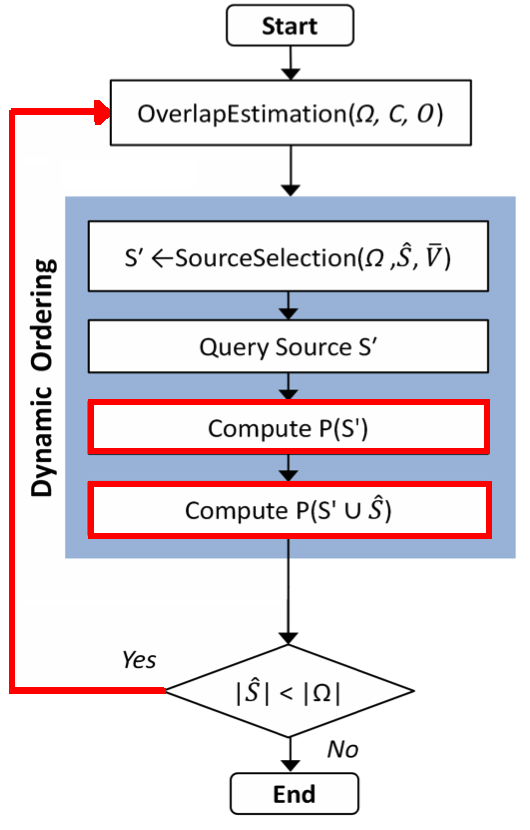 Start
OverlapEstimation(Ω, C, O)
Dynamic Ordering
S′ ←SourceSelection(Ω ,Ŝ, V̄)
Query Source S′
Compute P(S')
Compute P(S' ∪ Ŝ)
Yes
|Ŝ| < |Ω|
No
End